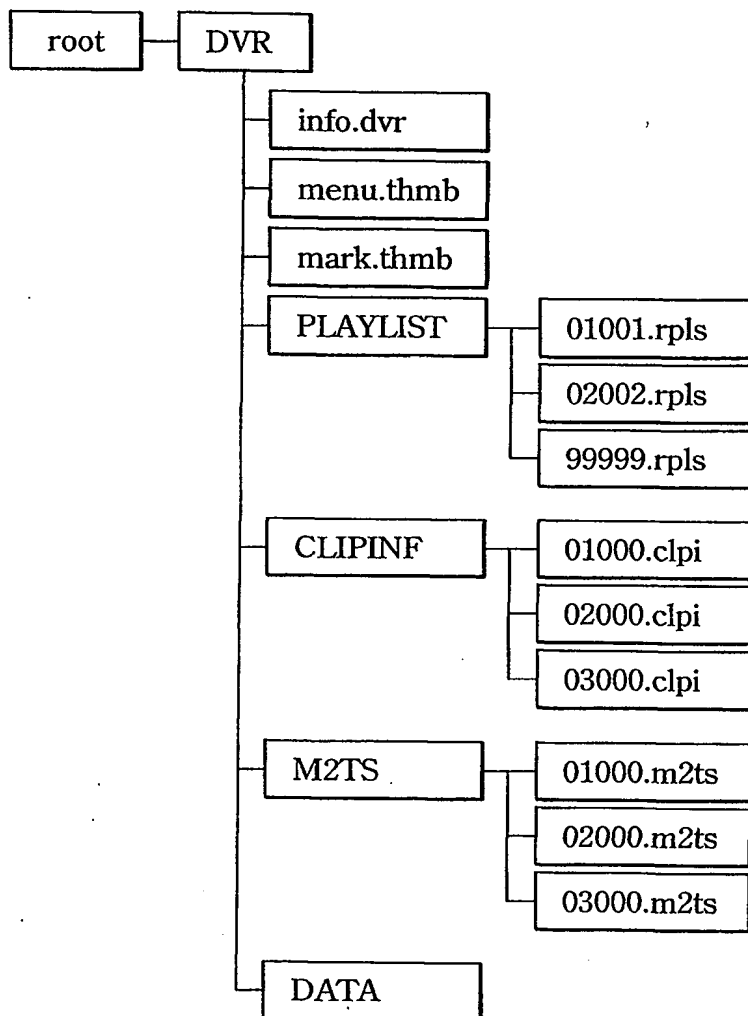 root
DVR
info.dvr
menu.thmb
mark.thmb
PLAYLIST
01001.rpls
02002.rpls
99999.rpls
CLIPINF
01000.clpi
02000.clpi
03000.clpi
M2TS
01000.m2ts
02000.m2ts
03000.m2ts
DATA